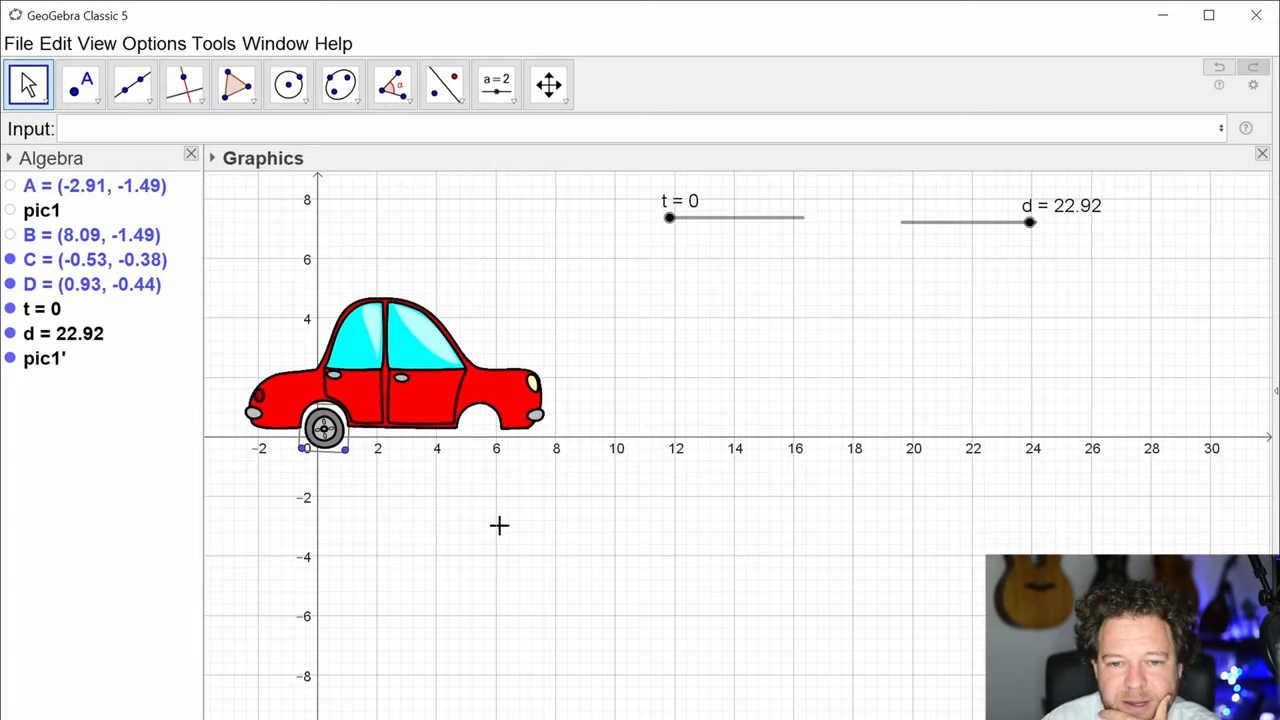 GeoGebra Classic 5
File Edit View Options Tools Window Help
A
α
a=2
Input:
Algebra
Graphics
A = (-2.91, -1.49)
pic1
B = (8.09, -1.49)
C = (-0.53, -0.38)
D = (0.93, -0.44)
t = 0
d = 22.92
pic1'
t = 0
d = 22.92
8
6
4
−2 0 2 4 6 8 10 12 14 16 18 20 22 24 26 28 30
−2
−4
−6
−8